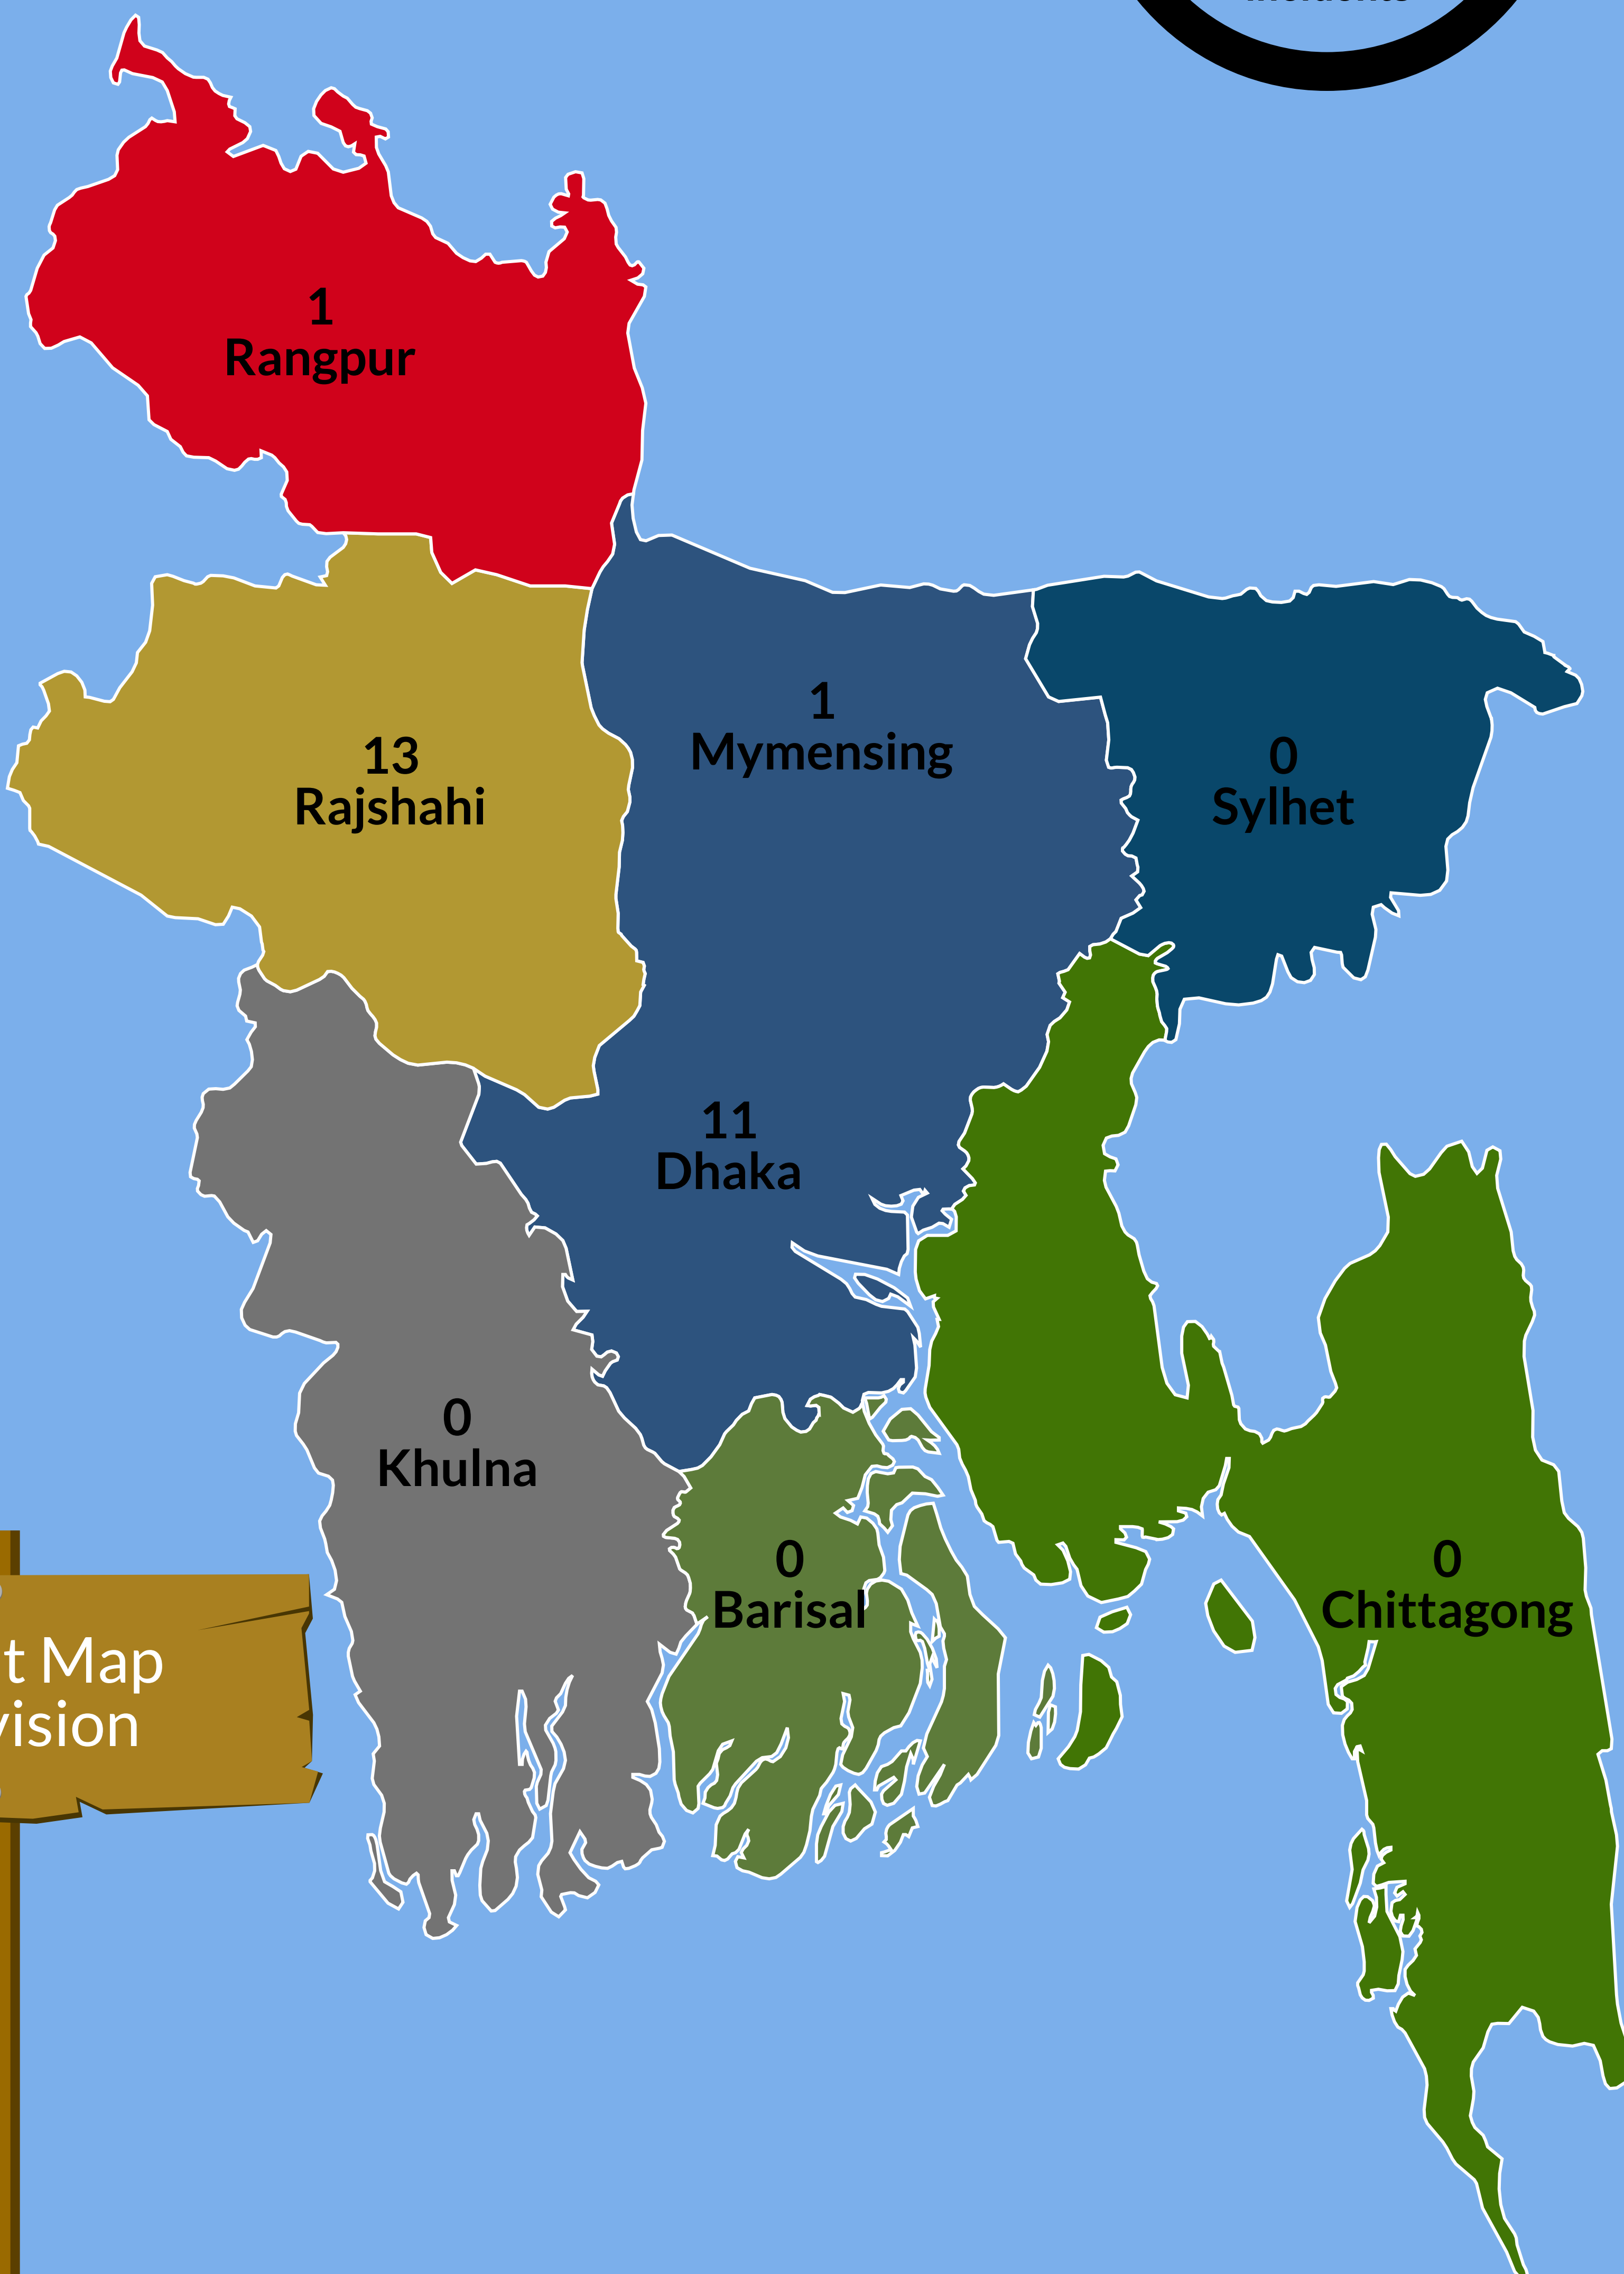 1
Rangpur
1
Mymensing
13
Rajshahi
0
Sylhet
11
Dhaka
0
Khulna
0
Barisal
0
Chittagong
t Map
vision